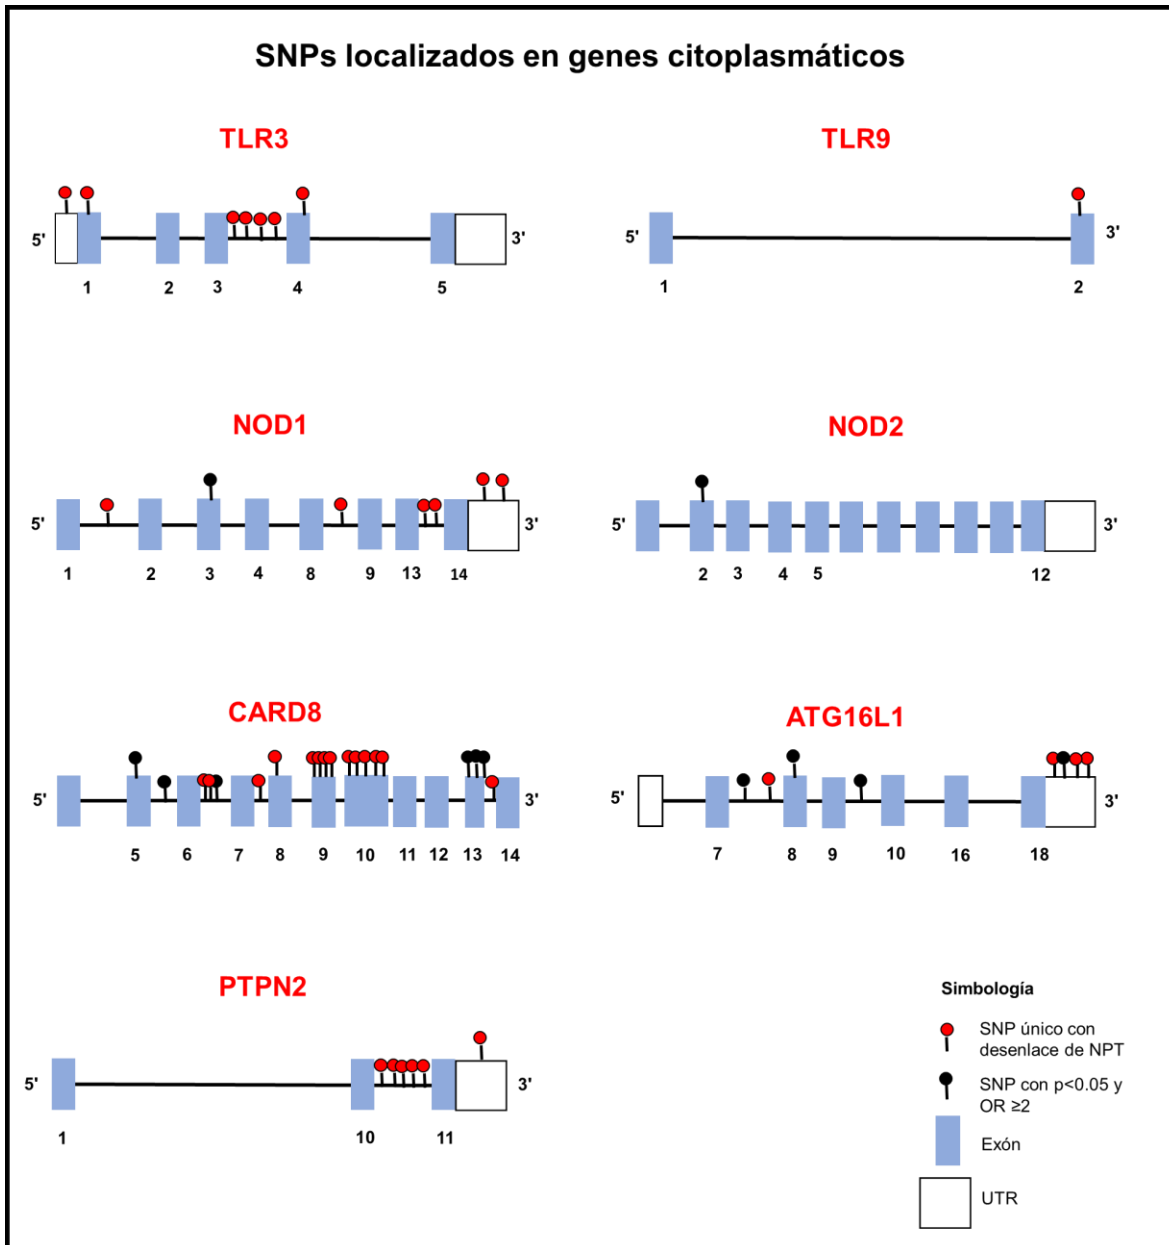 SNPs localizados en genes citoplasmáticos
TLR3
5' 3'
1 2 3 4 5
TLR9
5' 3'
1 2
NOD1
5' 3'
1 2 3 4 8 9 13 14
NOD2
5' 3'
2 3 4 5 12
CARD8
5' 3'
5 6 7 8 9 10 11 12 13 14
ATG16L1
5' 3'
7 8 9 10 16 18
PTPN2
5' 3'
1 10 11
Simbología
SNP único con
desenlace de NPT
SNP con p<0.05 y
OR ≥2
Exón
UTR